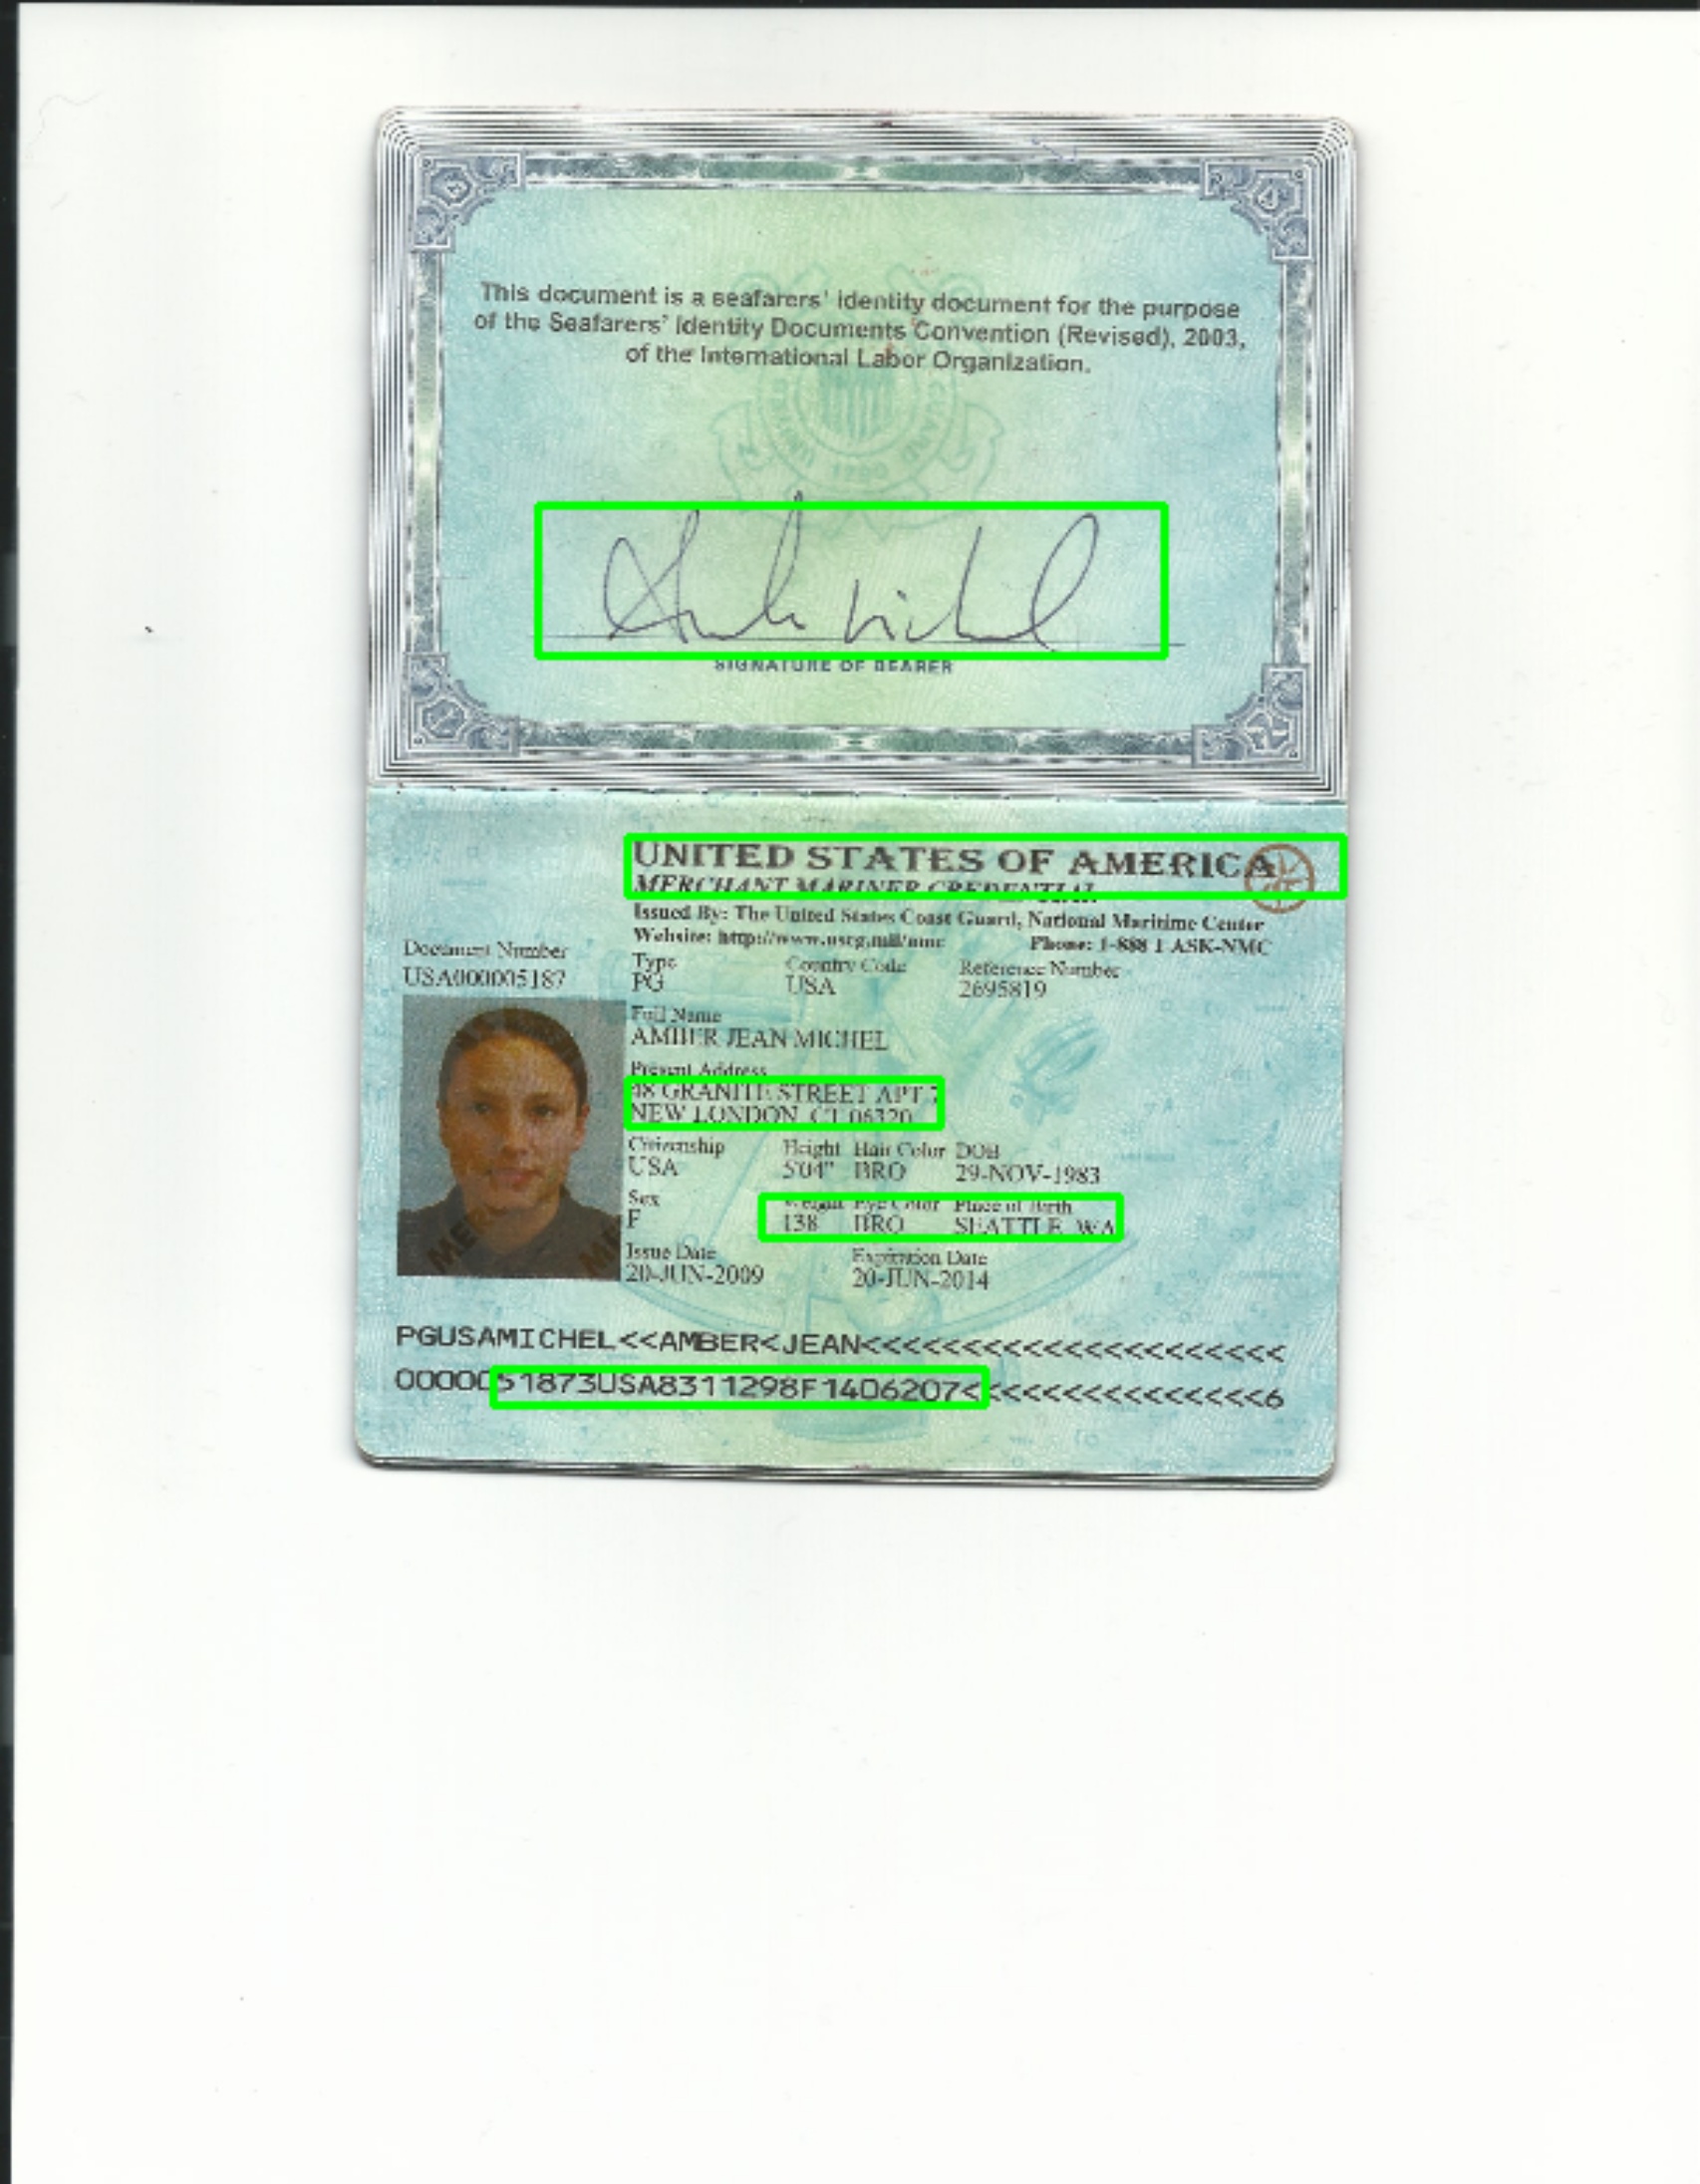 This document is a seafarers' identity document for the purpose
of the Seafarers' Identity Documents Convention (Revised), 2003,
of the International Labor Organization.
SIGNATURE OF BEARER
UNITED STATES OF AMERICA
MERCHANT MARINER CREDENTIAL
Issued By: The United States Coast Guard, National Maritime Center
Website: http://www.uscg.mil/nmc Phone: 1-888 I ASK-NMC
Document Number
USA000005187
Type Country Code Reference Number
PG USA 2695819
Full Name
AMBER JEAN MICHEL
Present Address
48 GRANITE STREET APT
NEW LONDON, CT 06320
Citizenship Height Hair Color DOB
USA 5'04" BRO 29-NOV-1983
Sex Weight Eye Color Place of Birth
F 138 BRO SEATTLE, WA
Issue Date Expiration Date
20-JUN-2009 20-JUN-2014
PGUSAMICHEL<<AMBER<JEAN<<<<<<<<<<<<<<<<<<<<<
00000051873USA8311298F1406207<<<<<<<<<<<<<<<6